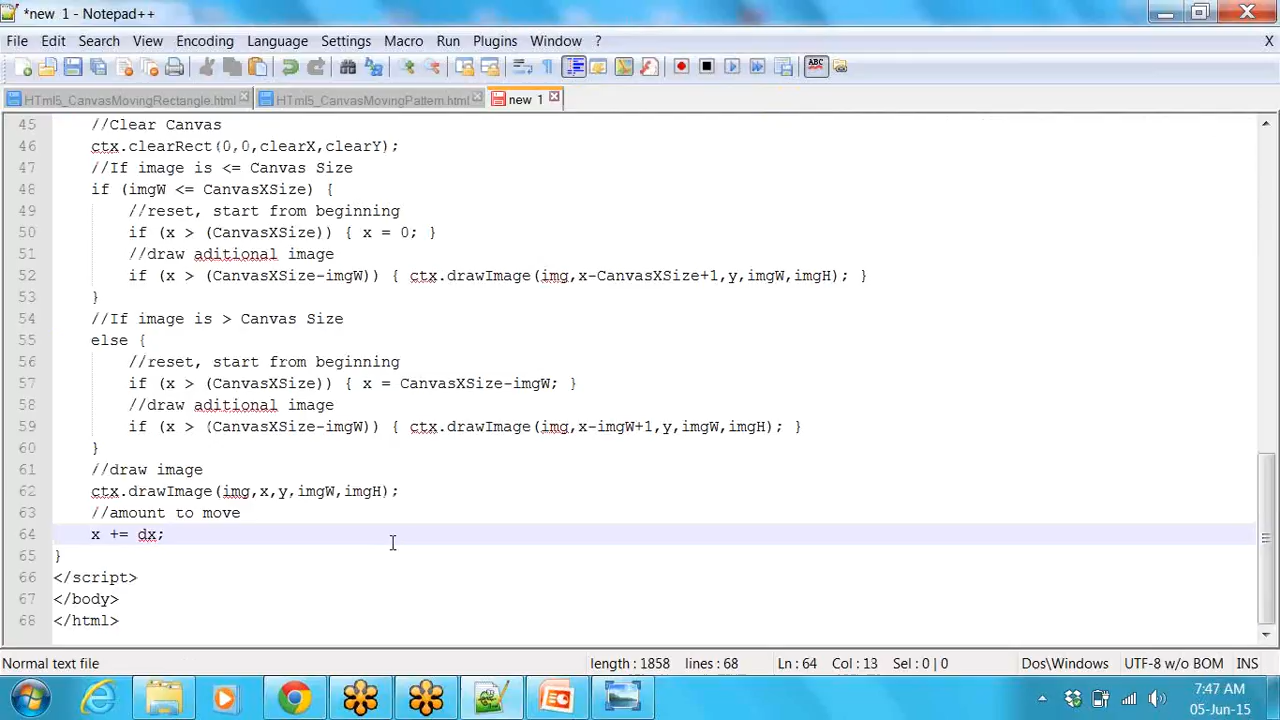 *new 1 - Notepad++
File Edit Search View Encoding Language Settings Macro Run Plugins Window ? X
HTml5_CanvasMovingRectangle.html HTml5_CanvasMovingPattern.html new 1
45 //Clear Canvas
46 ctx.clearRect(0,0,clearX,clearY);
47 //If image is <= Canvas Size
48 if (imgW <= CanvasXSize) {
49 //reset, start from beginning
50 if (x > (CanvasXSize)) { x = 0; }
51 //draw aditional image
52 if (x > (CanvasXSize-imgW)) { ctx.drawImage(img,x-CanvasXSize+1,y,imgW,imgH); }
53 }
54 //If image is > Canvas Size
55 else {
56 //reset, start from beginning
57 if (x > (CanvasXSize)) { x = CanvasXSize-imgW; }
58 //draw aditional image
59 if (x > (CanvasXSize-imgW)) { ctx.drawImage(img,x-imgW+1,y,imgW,imgH); }
60 }
61 //draw image
62 ctx.drawImage(img,x,y,imgW,imgH);
63 //amount to move
64 x += dx;
65 }
66 </script>
67 </body>
68 </html>
Normal text file length : 1858 lines : 68 Ln : 64 Col : 13 Sel : 0 | 0 Dos\Windows UTF-8 w/o BOM INS
7:47 AM
05-Jun-15